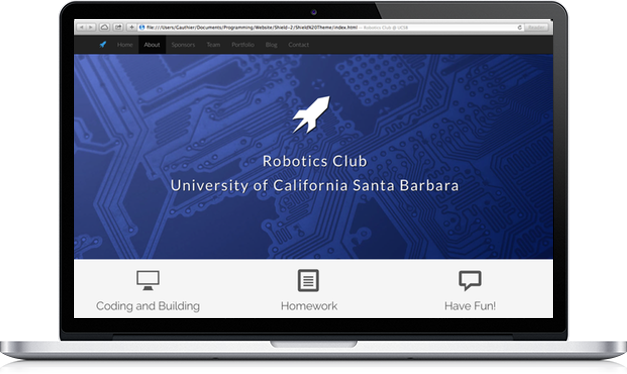 file:///Users/Gauthier/Documents/Programming/Website/Shield-2/Shield%20Theme/index.html — Robotics Club @ UCSB
Home About Sponsors Team Portfolio Blog Contact
Robotics Club
University of California Santa Barbara
Coding and Building Homework Have Fun!